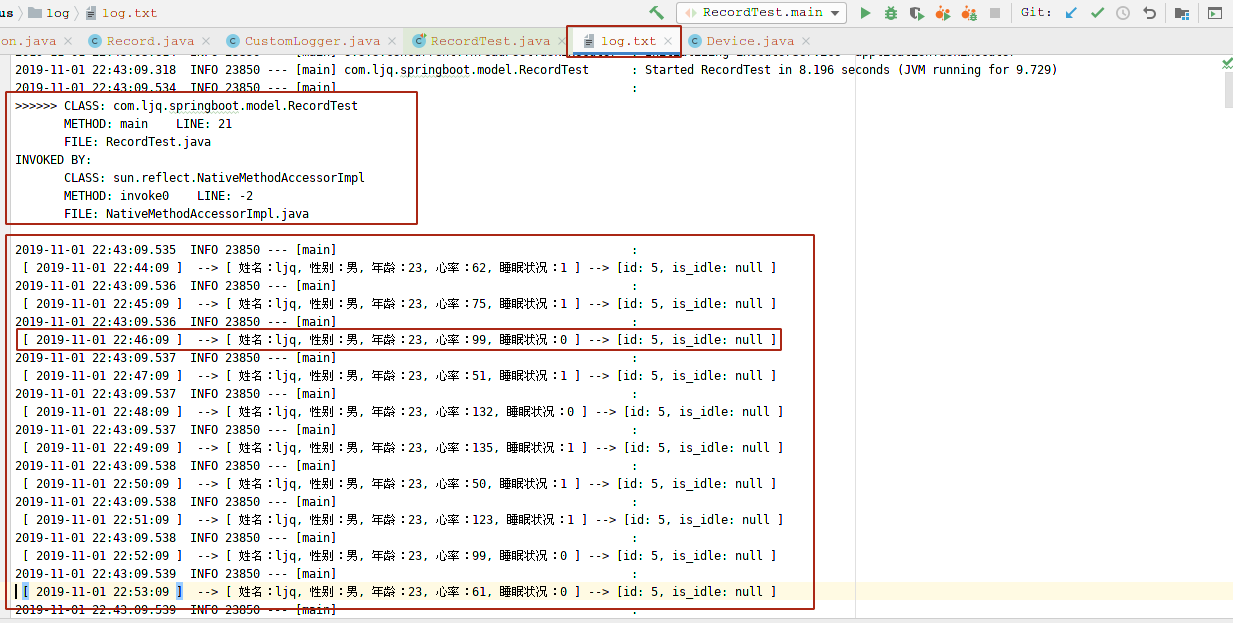 us log log.txt RecordTest.main Git:
on.java Record.java CustomLogger.java RecordTest.java log.txt Device.java
2019-11-01 22:43:09.318  INFO 23850 --- [main] com.ljq.springboot.model.RecordTest      : Started RecordTest in 8.196 seconds (JVM running for 9.729)
2019-11-01 22:43:09.534  INFO 23850 --- [main]                                          :
>>>>>> CLASS: com.ljq.springboot.model.RecordTest
METHOD: main    LINE: 21
FILE: RecordTest.java
INVOKED BY:
CLASS: sun.reflect.NativeMethodAccessorImpl
METHOD: invoke0    LINE: -2
FILE: NativeMethodAccessorImpl.java
2019-11-01 22:43:09.535  INFO 23850 --- [main]                                          :
[ 2019-11-01 22:44:09 ]  --> [ 姓名：ljq, 性别：男, 年龄：23, 心率：62, 睡眠状况：1 ] --> [id: 5, is_idle: null ]
2019-11-01 22:43:09.536  INFO 23850 --- [main]                                          :
[ 2019-11-01 22:45:09 ]  --> [ 姓名：ljq, 性别：男, 年龄：23, 心率：75, 睡眠状况：1 ] --> [id: 5, is_idle: null ]
2019-11-01 22:43:09.536  INFO 23850 --- [main]                                          :
[ 2019-11-01 22:46:09 ]  --> [ 姓名：ljq, 性别：男, 年龄：23, 心率：99, 睡眠状况：0 ] --> [id: 5, is_idle: null ]
2019-11-01 22:43:09.537  INFO 23850 --- [main]                                          :
[ 2019-11-01 22:47:09 ]  --> [ 姓名：ljq, 性别：男, 年龄：23, 心率：51, 睡眠状况：1 ] --> [id: 5, is_idle: null ]
2019-11-01 22:43:09.537  INFO 23850 --- [main]                                          :
[ 2019-11-01 22:48:09 ]  --> [ 姓名：ljq, 性别：男, 年龄：23, 心率：132, 睡眠状况：0 ] --> [id: 5, is_idle: null ]
2019-11-01 22:43:09.537  INFO 23850 --- [main]                                          :
[ 2019-11-01 22:49:09 ]  --> [ 姓名：ljq, 性别：男, 年龄：23, 心率：135, 睡眠状况：1 ] --> [id: 5, is_idle: null ]
2019-11-01 22:43:09.538  INFO 23850 --- [main]                                          :
[ 2019-11-01 22:50:09 ]  --> [ 姓名：ljq, 性别：男, 年龄：23, 心率：50, 睡眠状况：1 ] --> [id: 5, is_idle: null ]
2019-11-01 22:43:09.538  INFO 23850 --- [main]                                          :
[ 2019-11-01 22:51:09 ]  --> [ 姓名：ljq, 性别：男, 年龄：23, 心率：123, 睡眠状况：1 ] --> [id: 5, is_idle: null ]
2019-11-01 22:43:09.538  INFO 23850 --- [main]                                          :
[ 2019-11-01 22:52:09 ]  --> [ 姓名：ljq, 性别：男, 年龄：23, 心率：99, 睡眠状况：0 ] --> [id: 5, is_idle: null ]
2019-11-01 22:43:09.539  INFO 23850 --- [main]                                          :
[ 2019-11-01 22:53:09 ]  --> [ 姓名：ljq, 性别：男, 年龄：23, 心率：61, 睡眠状况：0 ] --> [id: 5, is_idle: null ]
2019-11-01 22:43:09.539  INFO 23850 --- [main]                                          :